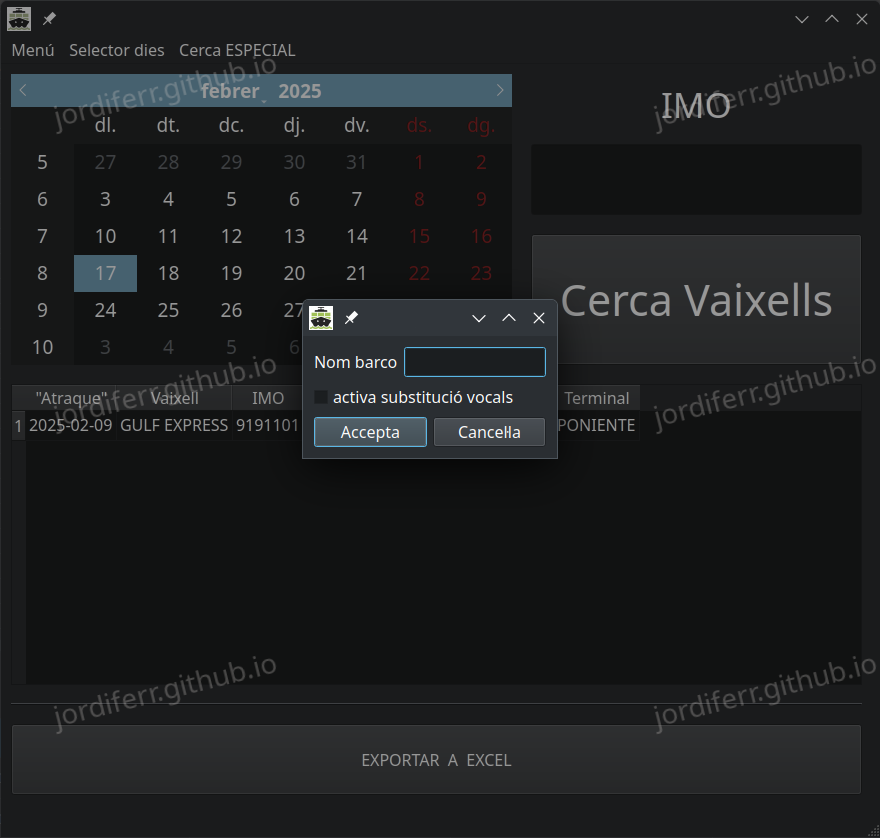 Menú Selector dies Cerca ESPECIAL
febrer 2025
dl. dt. dc. dj. dv. ds. dg.
5 27 28 29 30 31 1 2
6 3 4 5 6 7 8 9
7 10 11 12 13 14 15 16
8 17 18 19 20 21 22 23
9 24 25 26 27
10 3 4 5 6
IMO
Cerca Vaixells
Nom barco
activa substitució vocals
Accepta Cancel·la
"Atraque" Vaixell IMO Terminal
1 2025-02-09 GULF EXPRESS 9191101 PONIENTE
EXPORTAR A EXCEL
jordiferr.github.io
jordiferr.github.io
jordiferr.github.io
jordiferr.github.io
jordiferr.github.io
jordiferr.github.io